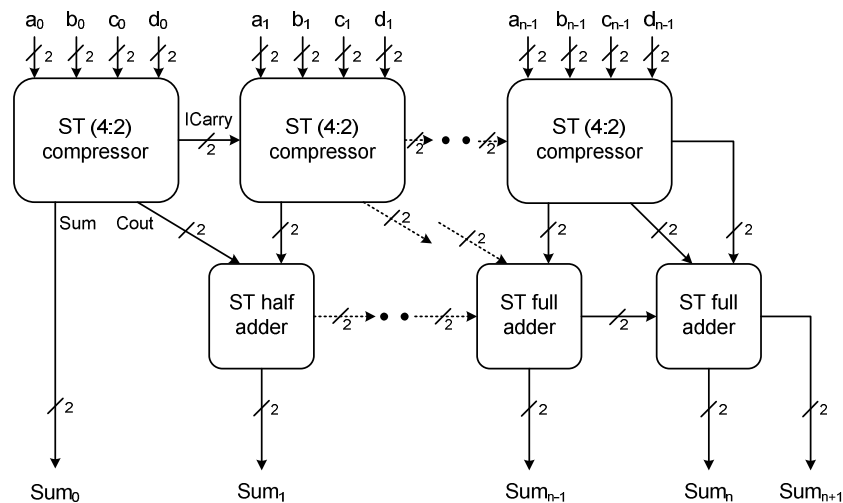 a0 b0 c0 d0 a1 b1 c1 d1 an-1 bn-1 cn-1 dn-1
2 2 2 2 2 2 2 2 2 2 2 2
ST (4:2) compressor
ICarry
2
ST (4:2) compressor
2
2
ST (4:2) compressor
Sum
Cout
2
2
2
2
2
2
2
ST half adder
2
2
ST full adder
2
ST full adder
2 2 2 2 2
Sum0 Sum1 Sumn-1 Sumn Sumn+1